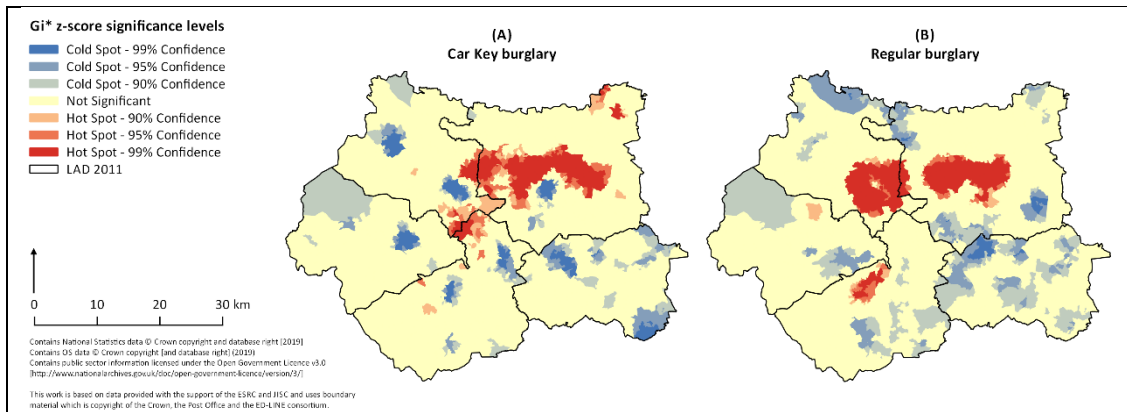 Gi* z-score significance levels
Cold Spot - 99% Confidence
Cold Spot - 95% Confidence
Cold Spot - 90% Confidence
Not Significant
Hot Spot - 90% Confidence
Hot Spot - 95% Confidence
Hot Spot - 99% Confidence
LAD 2011
(A)
Car Key burglary
(B)
Regular burglary
0 10 20 30 km
Contains National Statistics data © Crown copyright and database right [2019]
Contains OS data © Crown copyright [and database right] (2019)
Contains public sector information licensed under the Open Government Licence v3.0
[http://www.nationalarchives.gov.uk/doc/open-government-licence/version/3/]
This work is based on data provided with the support of the ESRC and JISC and uses boundary
material which is copyright of the Crown, the Post Office and the ED-LINE consortium.